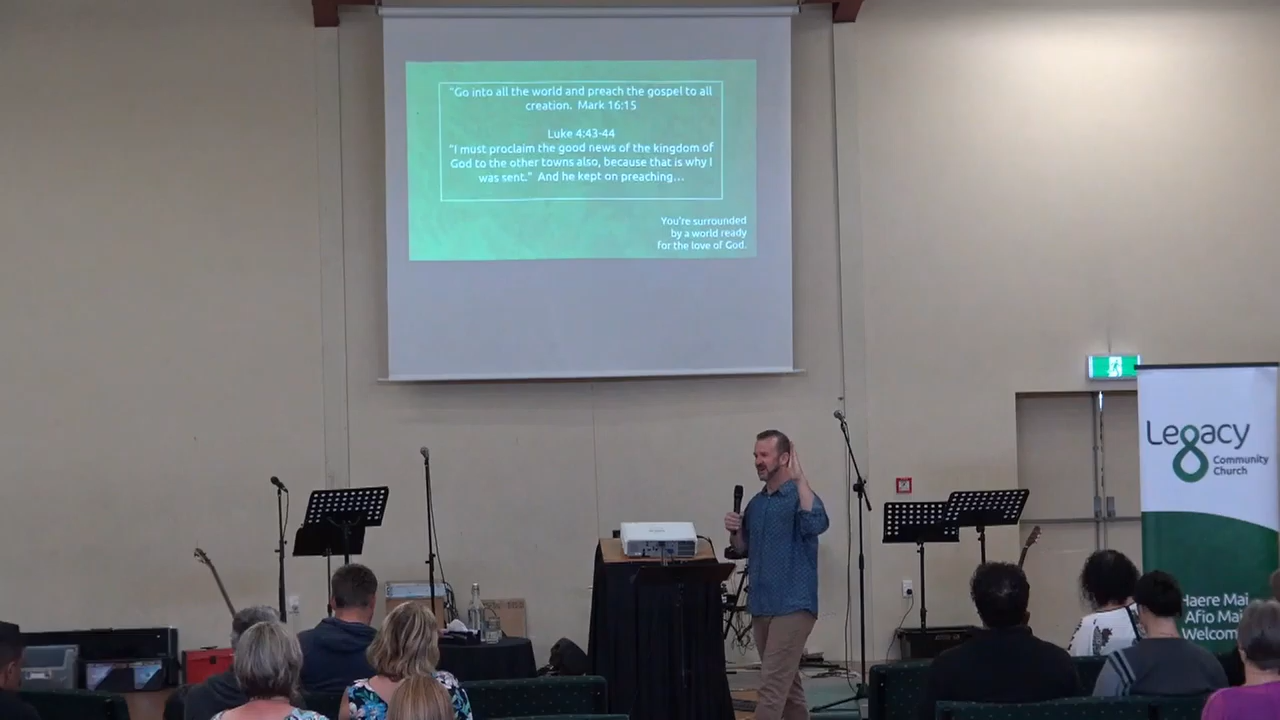 "Go into all the world and preach the gospel to all
creation.  Mark 16:15
Luke 4:43-44
"I must proclaim the good news of the kingdom of
God to the other towns also, because that is why I
was sent."  And he kept on preaching...
You're surrounded
by a world ready
for the love of God.
Legacy
Community
Church
Haere Mai
Afio Mai
Welcom